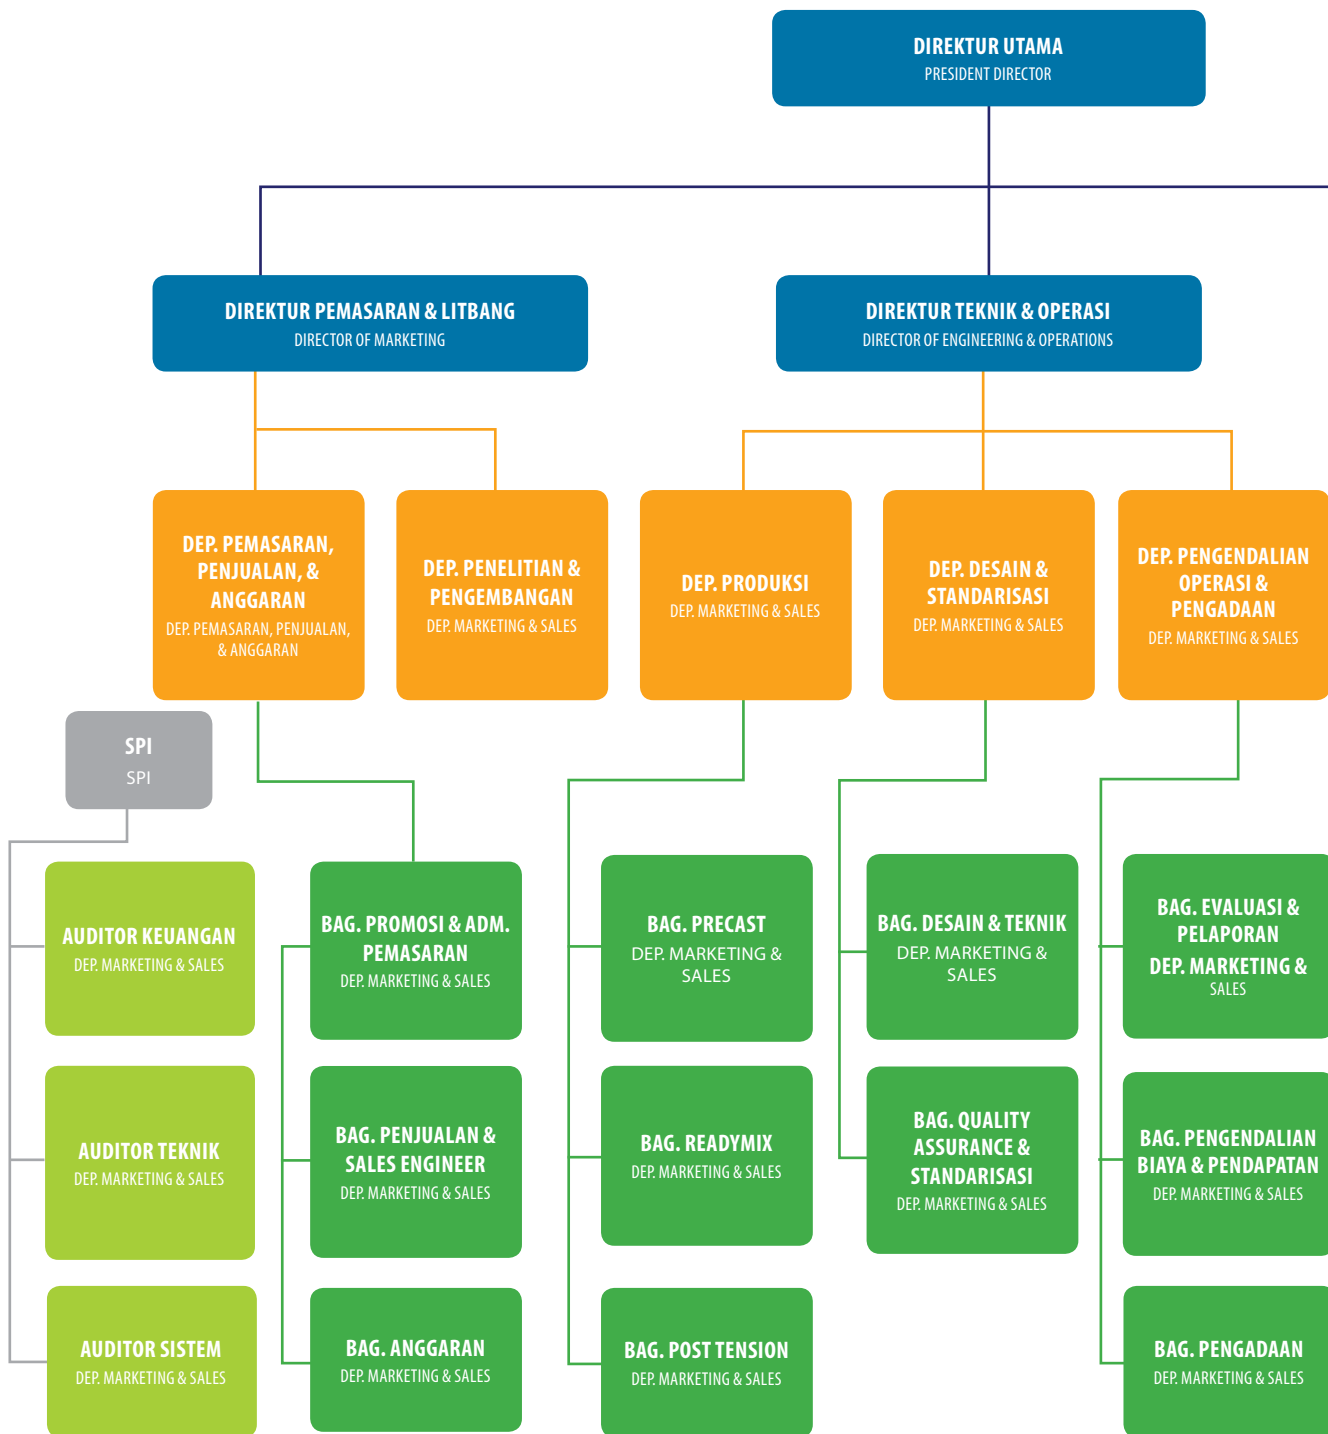 DIREKTUR UTAMA
PRESIDENT DIRECTOR
DIREKTUR PEMASARAN & LITBANG
DIRECTOR OF MARKETING
DIREKTUR TEKNIK & OPERASI
DIRECTOR OF ENGINEERING & OPERATIONS
DEP. PEMASARAN,
PENJUALAN, &
ANGGARAN
DEP. PEMASARAN, PENJUALAN,
& ANGGARAN
DEP. PENELITIAN &
PENGEMBANGAN
DEP. MARKETING & SALES
DEP. PRODUKSI
DEP. MARKETING & SALES
DEP. DESAIN &
STANDARISASI
DEP. MARKETING & SALES
DEP. PENGENDALIAN
OPERASI &
PENGADAAN
DEP. MARKETING & SALES
SPI
SPI
AUDITOR KEUANGAN
DEP. MARKETING & SALES
BAG. PROMOSI & ADM.
PEMASARAN
DEP. MARKETING & SALES
BAG. PRECAST
DEP. MARKETING &
SALES
BAG. DESAIN & TEKNIK
DEP. MARKETING &
SALES
BAG. EVALUASI &
PELAPORAN
DEP. MARKETING &
SALES
AUDITOR TEKNIK
DEP. MARKETING & SALES
BAG. PENJUALAN &
SALES ENGINEER
DEP. MARKETING & SALES
BAG. READYMIX
DEP. MARKETING & SALES
BAG. QUALITY
ASSURANCE &
STANDARISASI
DEP. MARKETING & SALES
BAG. PENGENDALIAN
BIAYA & PENDAPATAN
DEP. MARKETING & SALES
AUDITOR SISTEM
DEP. MARKETING & SALES
BAG. ANGGARAN
DEP. MARKETING & SALES
BAG. POST TENSION
DEP. MARKETING & SALES
BAG. PENGADAAN
DEP. MARKETING & SALES